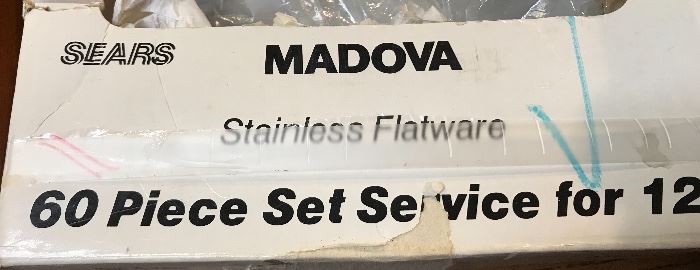 SEARS MADOVA
Stainless Flatware
60 Piece Set Service for 12